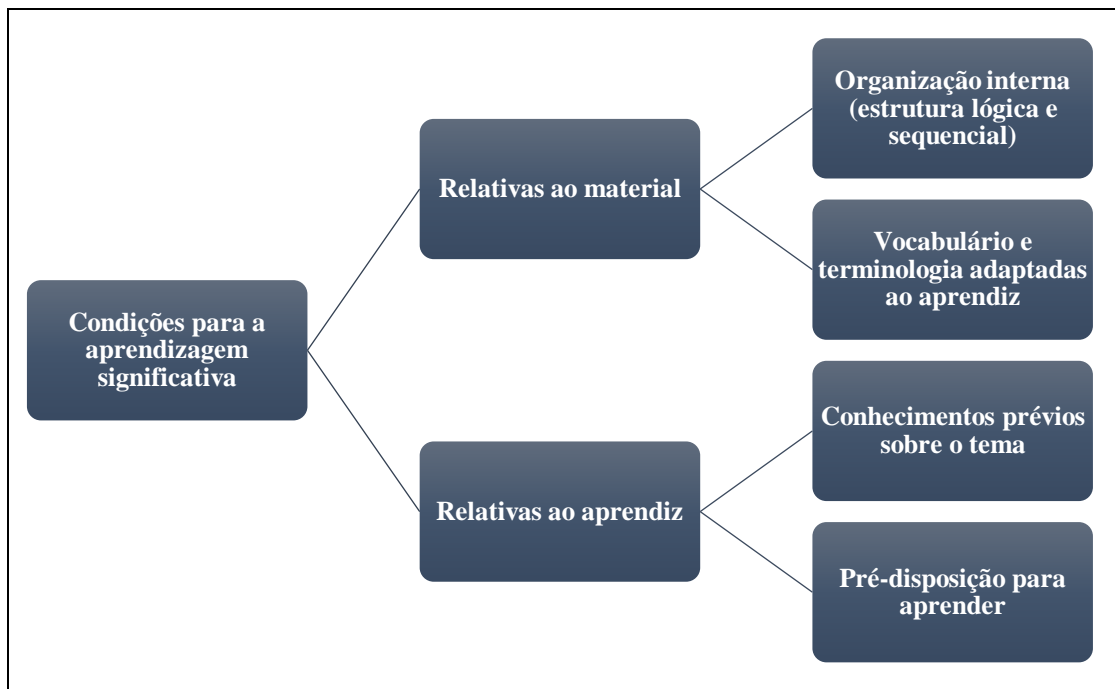 Condições para a
aprendizagem
significativa
Relativas ao material
Organização interna
(estrutura lógica e
sequencial)
Vocabulário e
terminologia adaptadas
ao aprendiz
Relativas ao aprendiz
Conhecimentos prévios
sobre o tema
Pré-disposição para
aprender